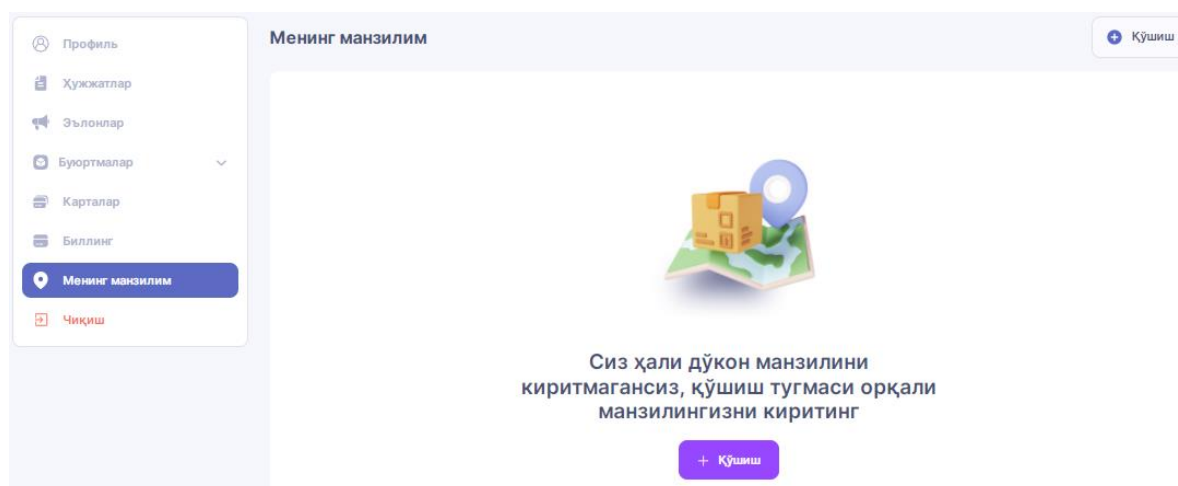 Профиль
Ҳужжатлар
Эълонлар
Буюртмалар
Карталар
Биллинг
Менинг манзилим
Чиқиш
Менинг манзилим
Қўшиш
Сиз ҳали дўкон манзилини
киритмагансиз, қўшиш тугмаси орқали
манзилингизни киритинг
+ Қўшиш